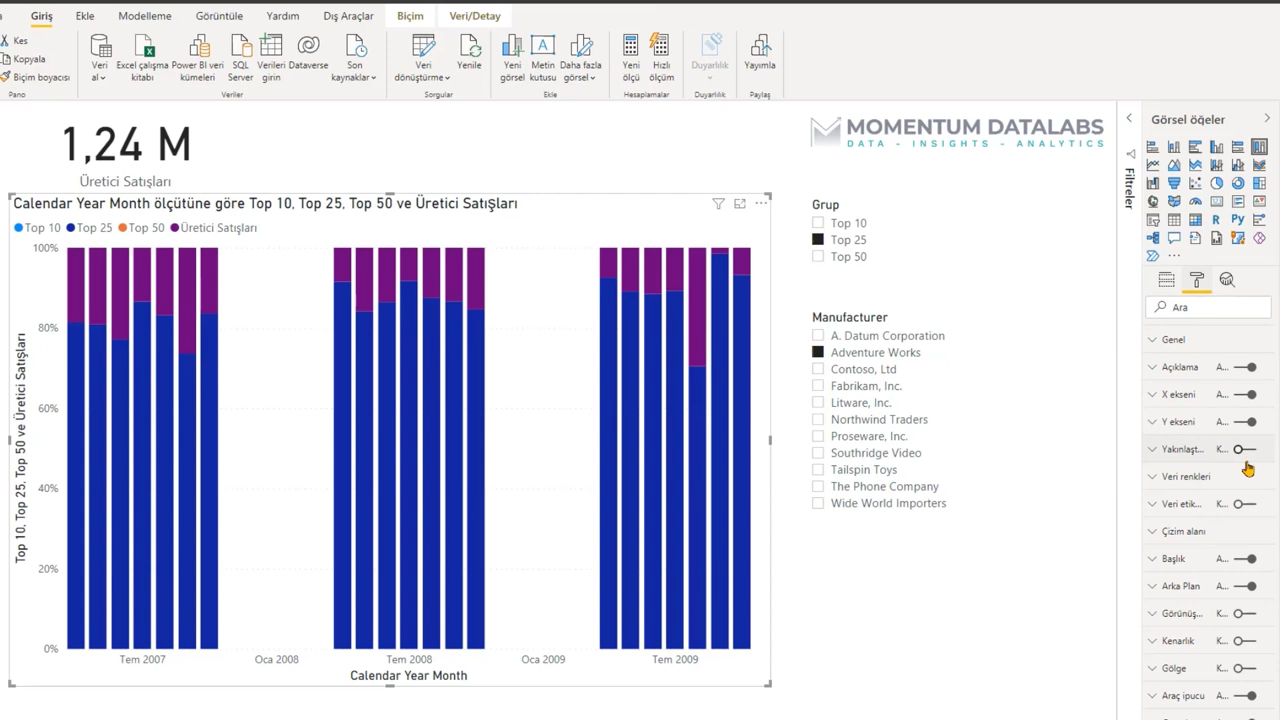 Giriş
Ekle
Modelleme
Görüntüle
Yardım
Dış Araçlar
Biçim
Veri/Detay
Kes
Kopyala
Biçim boyacısı
Pano
Veri al
Excel çalışma kitabı
Power BI veri kümeleri
SQL Server
Verileri girin
Dataverse
Son kaynaklar
Veriler
Veri dönüştürme
Yenile
Sorgular
Yeni görsel
Metin kutusu
Daha fazla görsel
Ekle
Yeni ölçü
Hızlı ölçüm
Hesaplamalar
Duyarlılık
Duyarlılık
Yayımla
Paylaş
1,24 M
Üretici Satışları
MOMENTUM DATALABS
DATA - INSIGHTS - ANALYTICS
Calendar Year Month ölçütüne göre Top 10, Top 25, Top 50 ve Üretici Satışları
Top 10 Top 25 Top 50 Üretici Satışları
100%
80%
60%
40%
20%
0%
Top 10, Top 25, Top 50 ve Üretici Satışları
Tem 2007
Oca 2008
Tem 2008
Oca 2009
Tem 2009
Calendar Year Month
Grup
Top 10
Top 25
Top 50
Manufacturer
A. Datum Corporation
Adventure Works
Contoso, Ltd
Fabrikam, Inc.
Litware, Inc.
Northwind Traders
Proseware, Inc.
Southridge Video
Tailspin Toys
The Phone Company
Wide World Importers
Filtreler
Görsel öğeler
R
Py
Ara
Genel
Açıklama A...
X ekseni A...
Y ekseni A...
Yakınlaşt... K...
Veri renkleri
Veri etik... K...
Çizim alanı
Başlık A...
Arka Plan A...
Görünüş... K...
Kenarlık K...
Gölge K...
Araç ipucu A...